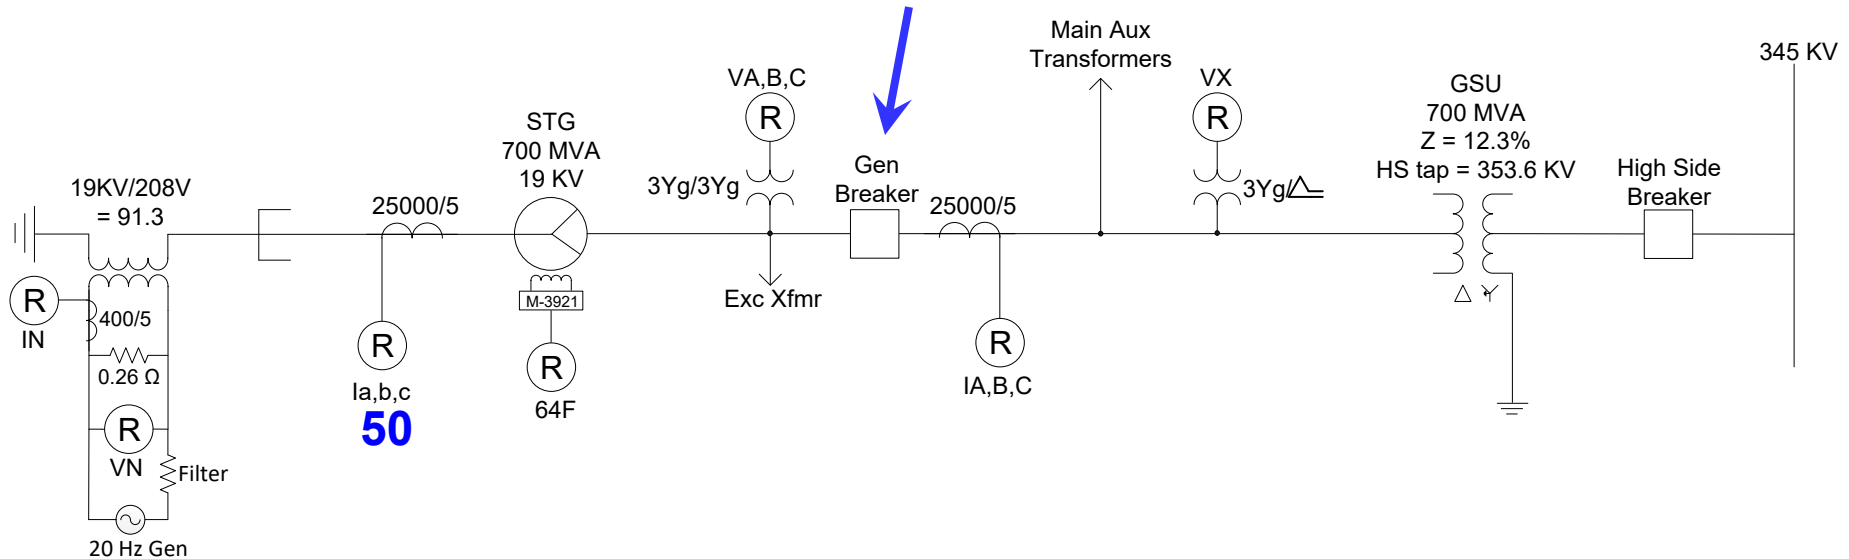 Main Aux
Transformers
345 KV
VA,B,C
VX
GSU
700 MVA
Z = 12.3%
HS tap = 353.6 KV
STG
700 MVA
19 KV
Gen
Breaker
High Side
Breaker
19KV/208V
= 91.3
25000/5
3Yg/3Yg
25000/5
3Yg/
R
R
R
IN
400/5
0.26 Ω
R
VN
Filter
20 Hz Gen
Exc Xfmr
M-3921
R
Ia,b,c
50
R
64F
R
IA,B,C